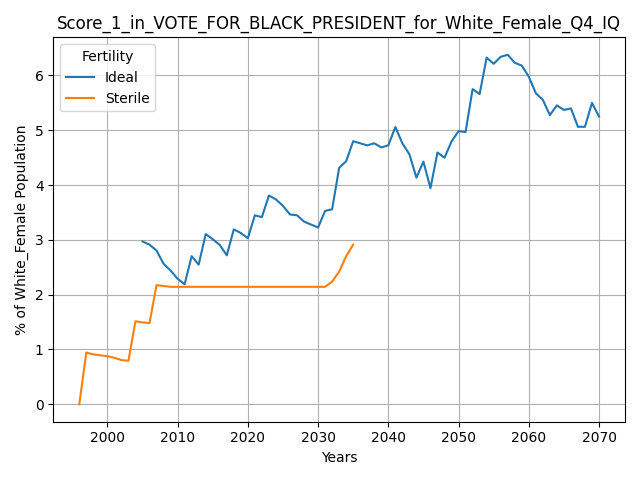 Score_1_in_VOTE_FOR_BLACK_PRESIDENT_for_White_Female_Q4_IQ
Fertility
Ideal
Sterile
% of White_Female Population
6
5
4
3
2
1
0
2000 2010 2020 2030 2040 2050 2060 2070
Years